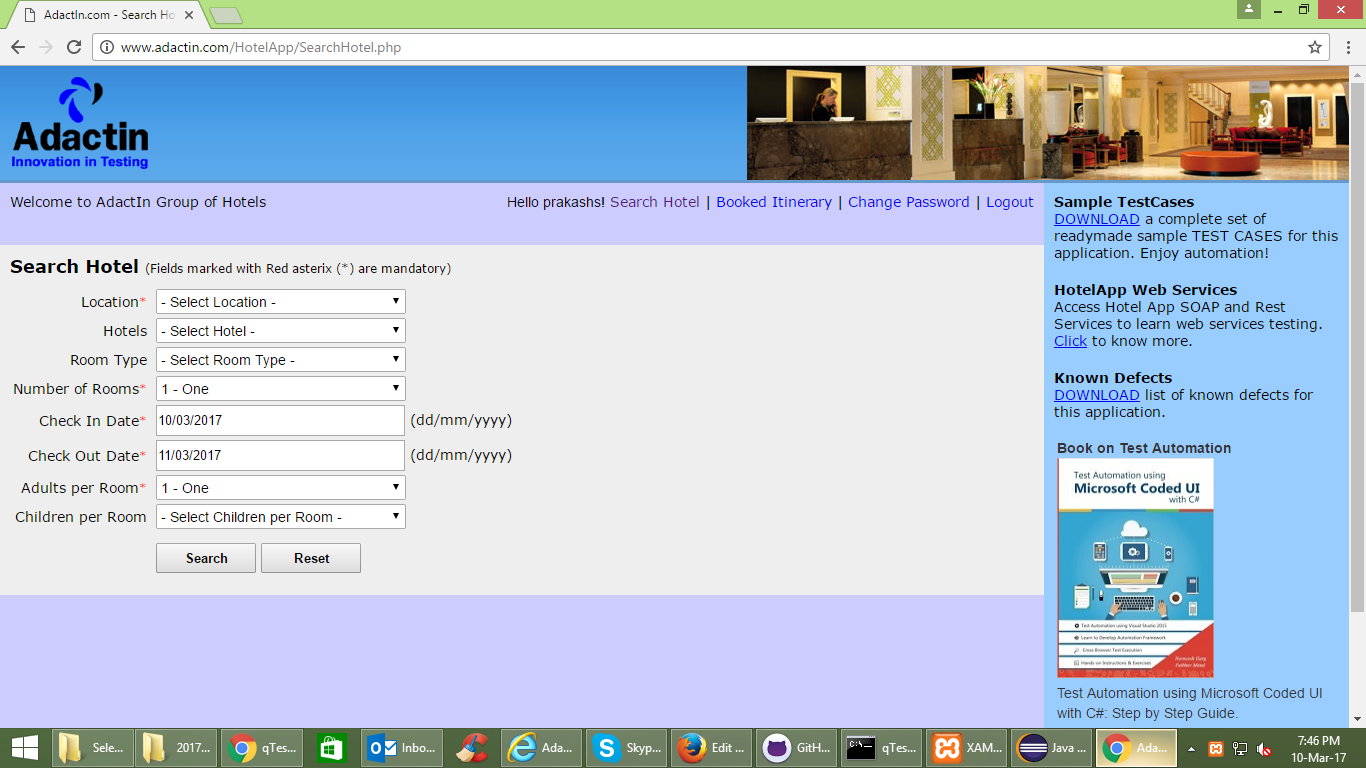 AdactIn.com - Search Ho
www.adactin.com/HotelApp/SearchHotel.php
Adactin
Innovation in Testing
Welcome to AdactIn Group of Hotels
Hello prakashs! Search Hotel | Booked Itinerary | Change Password | Logout
Search Hotel (Fields marked with Red asterix (*) are mandatory)
Location* - Select Location -
Hotels - Select Hotel -
Room Type - Select Room Type -
Number of Rooms* 1 - One
Check In Date* 10/03/2017 (dd/mm/yyyy)
Check Out Date* 11/03/2017 (dd/mm/yyyy)
Adults per Room* 1 - One
Children per Room - Select Children per Room -
Search Reset
Sample TestCases
DOWNLOAD a complete set of
readymade sample TEST CASES for this
application. Enjoy automation!
HotelApp Web Services
Access Hotel App SOAP and Rest
Services to learn web services testing.
Click to know more.
Known Defects
DOWNLOAD list of known defects for
this application.
Book on Test Automation
Test Automation using
Microsoft Coded UI
with C#
Test Automation using Visual Studio 2015
Learn to Develop Automation Framework
Cross Browser Test Execution
Hands on Instructions & Exercises
Test Automation using Microsoft Coded UI
with C#: Step by Step Guide.
Sele... 2017... qTes... Inbo... Ada... Skyp... Edit ... GitH... C:\ qTes... XAM... Java ... Ada...
7:46 PM
10-Mar-17